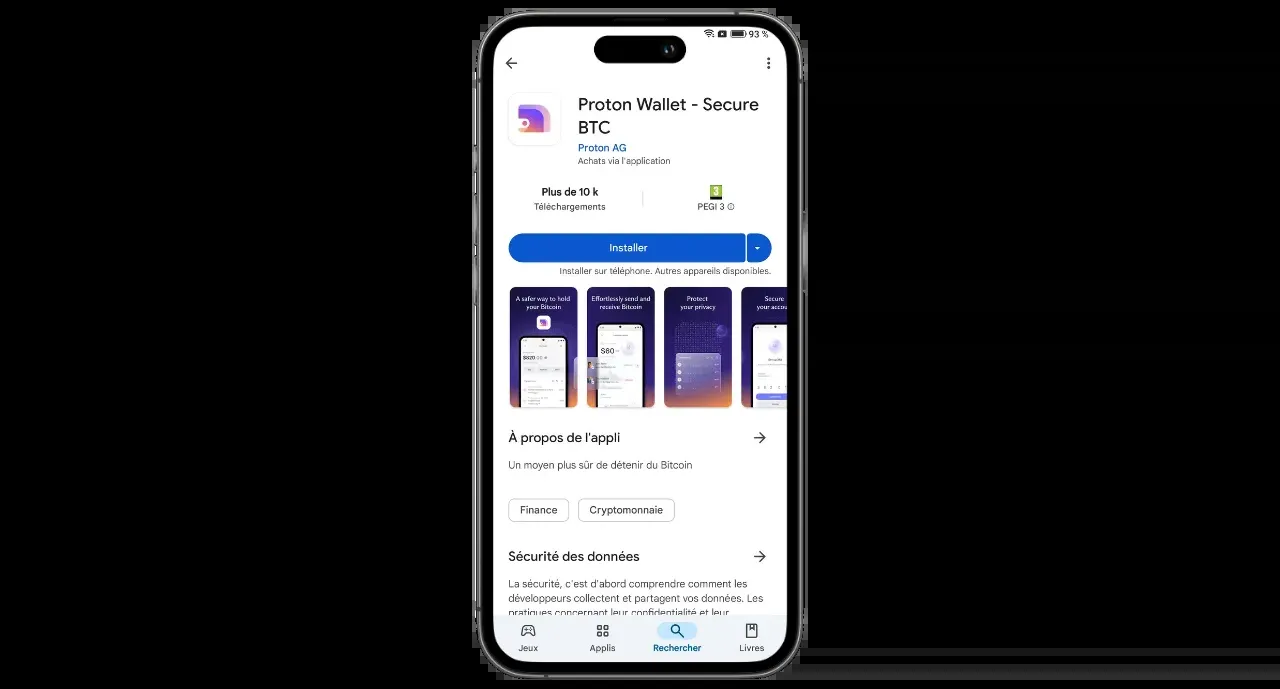 93 %
Proton Wallet - Secure
BTC
Proton AG
Achats via l'application
Plus de 10 k
Téléchargements
3
PEGI 3
Installer
Installer sur téléphone. Autres appareils disponibles.
A safer way to hold
your Bitcoin
Effortlessly send and
receive Bitcoin
$60
Protect
your privacy
Secure
your accou
À propos de l'appli
Un moyen plus sûr de détenir du Bitcoin
Finance
Cryptomonnaie
Sécurité des données
La sécurité, c'est d'abord comprendre comment les
développeurs collectent et partagent vos données. Les
pratiques concernant leur confidentialité et leur
Jeux
Applis
Rechercher
Livres